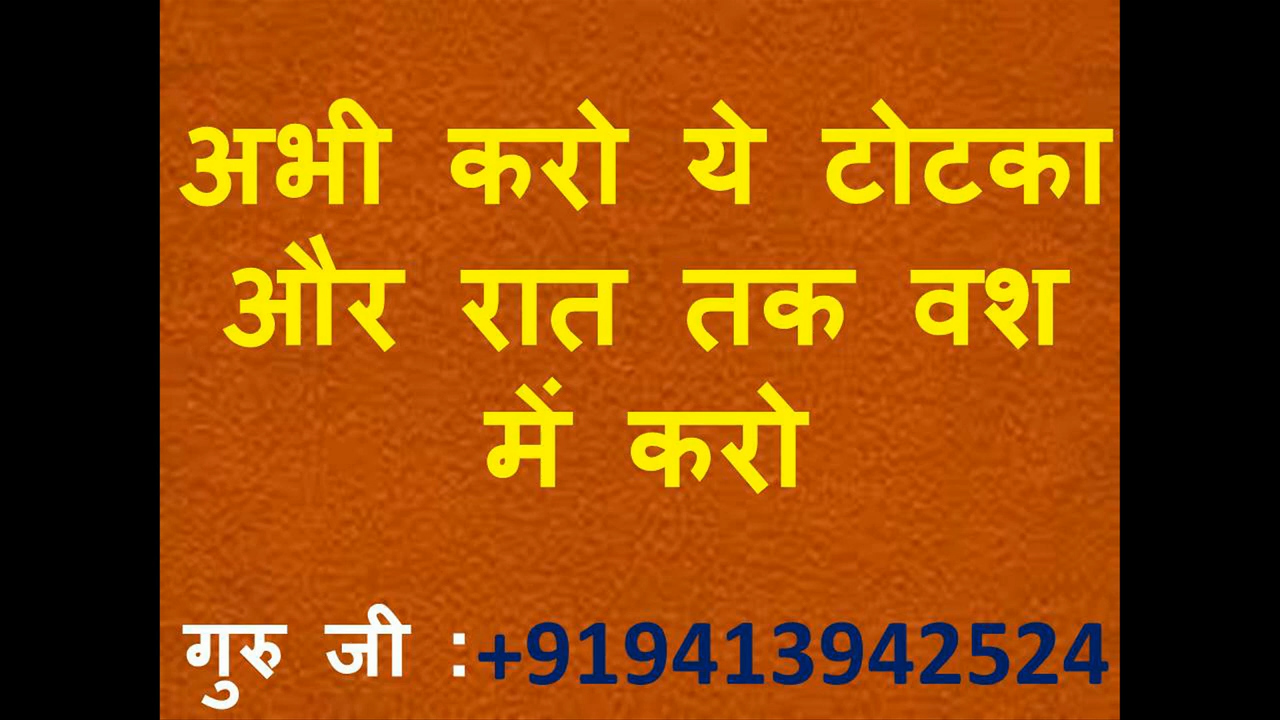 अभी करो ये टोटका
और रात तक वश
में करो
गुरु जी :+919413942524